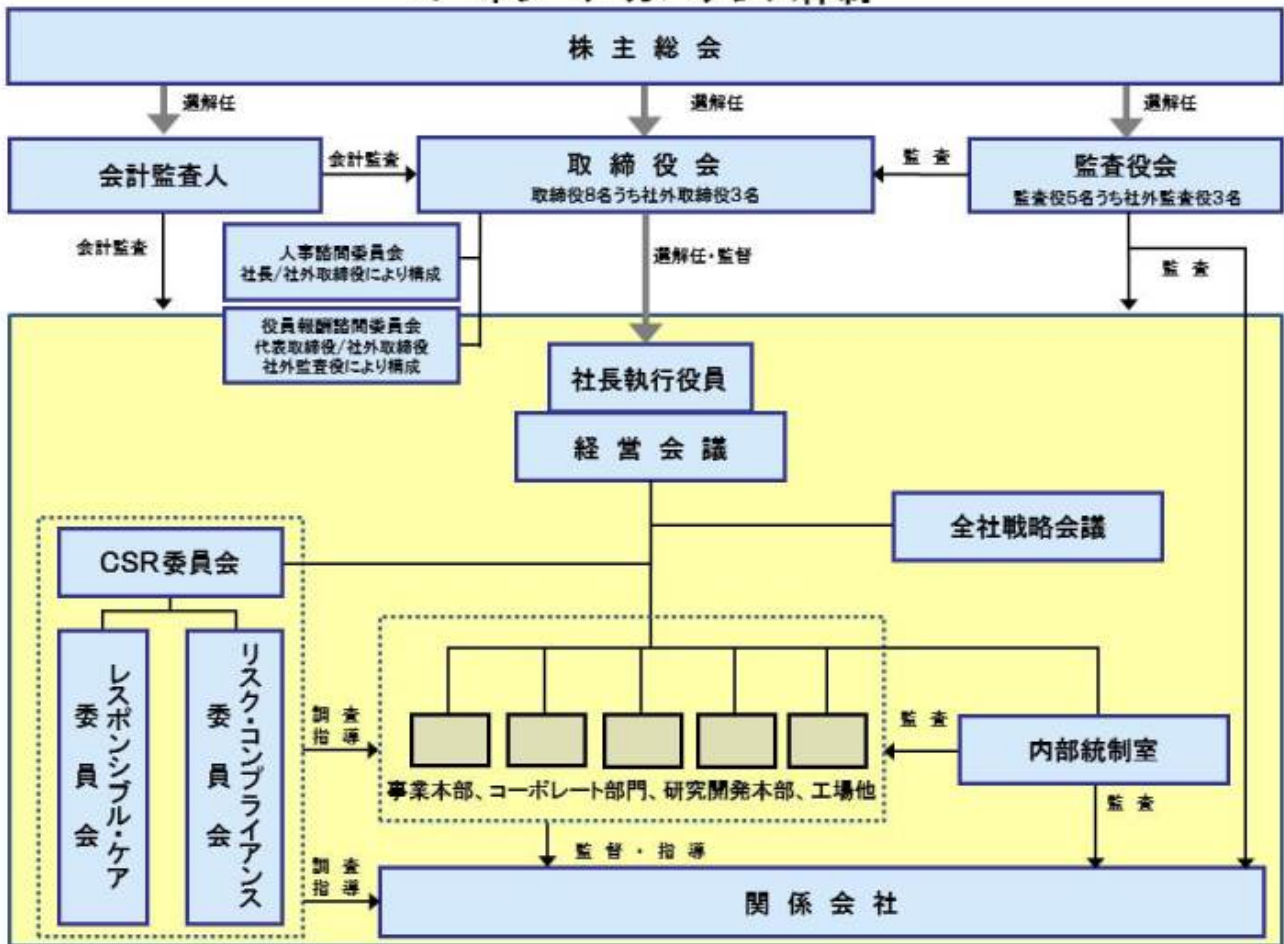 株主総会
選解任
選解任
選解任
会計監査人
会計監査
取締役会
取締役8名うち社外取締役3名
監査
監査役会
監査役5名うち社外監査役3名
会計監査
人事諮問委員会
社長/社外取締役により構成
選解任・監督
監査
役員報酬諮問委員会
代表取締役/社外取締役
社外監査役により構成
社長執行役員
経営会議
全社戦略会議
CSR委員会
レスポンシブル・ケア
委員会
リスク・コンプライアンス
委員会
調査
指導
監査
内部統制室
事業本部、コーポレート部門、研究開発本部、工場他
監査
監督・指導
調査
指導
関係会社